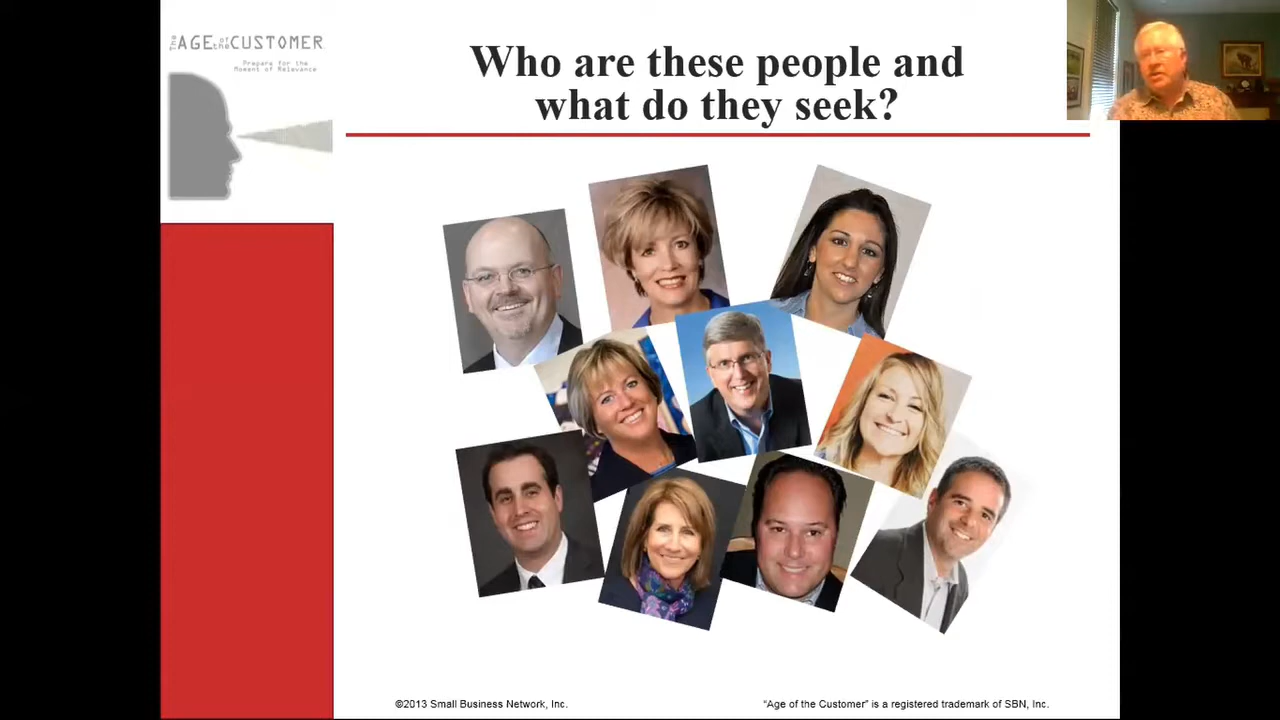 The AGE of the CUSTOMER
Prepare for the
Moment of Relevance
Who are these people and
what do they seek?
©2013 Small Business Network, Inc.
“Age of the Customer” is a registered trademark of SBN, Inc.